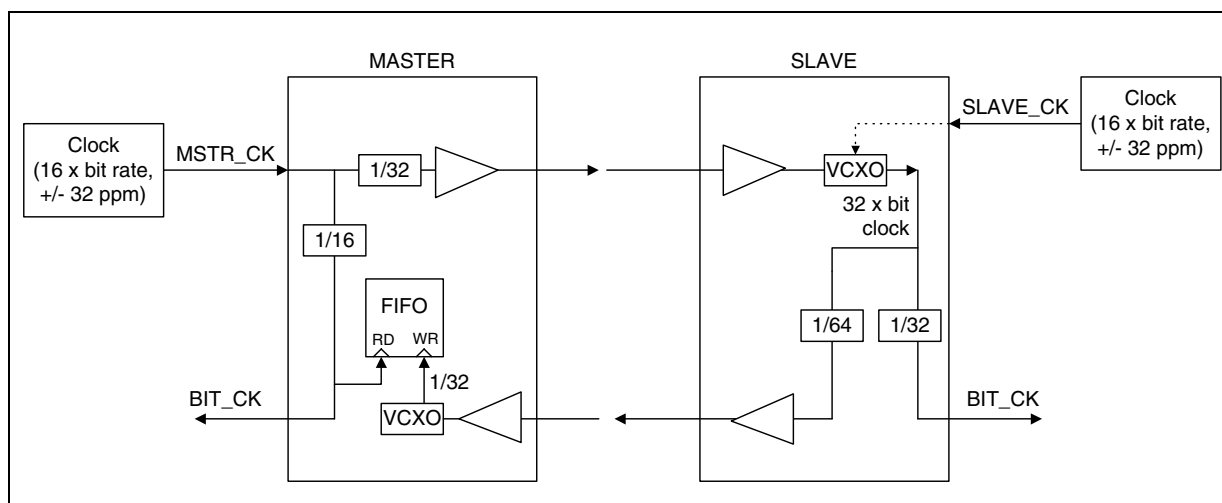 MASTER
SLAVE
Clock
(16 x bit rate,
+/- 32 ppm)
MSTR_CK
1/32
1/16
FIFO
RD
WR
1/32
VCXO
BIT_CK
SLAVE_CK
Clock
(16 x bit rate,
+/- 32 ppm)
VCXO
32 x bit
clock
1/64
1/32
BIT_CK